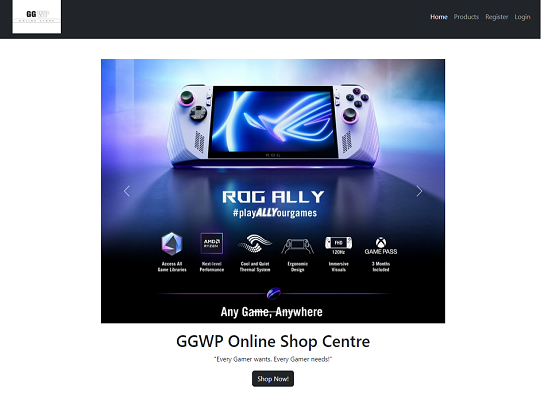 GGWP
ONLINE STORE
Home Products Register Login
ROG
ROG ALLY
#playALLYourgames
AMD
RYZEN
FHD
120Hz
XBOX
GAME PASS
Access All
Game Libraries
Next-level
Performance
Cool and Quiet
Thermal System
Ergonomic
Design
Immersive
Visuals
3 Months
Included
Any Game, Anywhere
GGWP Online Shop Centre
"Every Gamer wants. Every Gamer needs!"
Shop Now!